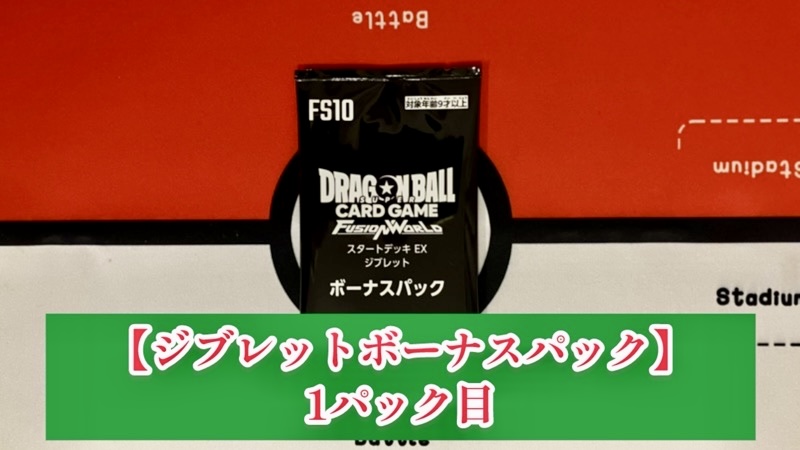 Battle
Stadium
FS10
対象年齢9才以上
DRAGON BALL
SUPER
CARD GAME
FUSION WORLD
スタートデッキ EX
ジブレット
ボーナスパック
Stadiu
【ジブレットボーナスパック】
1パック目
Battle